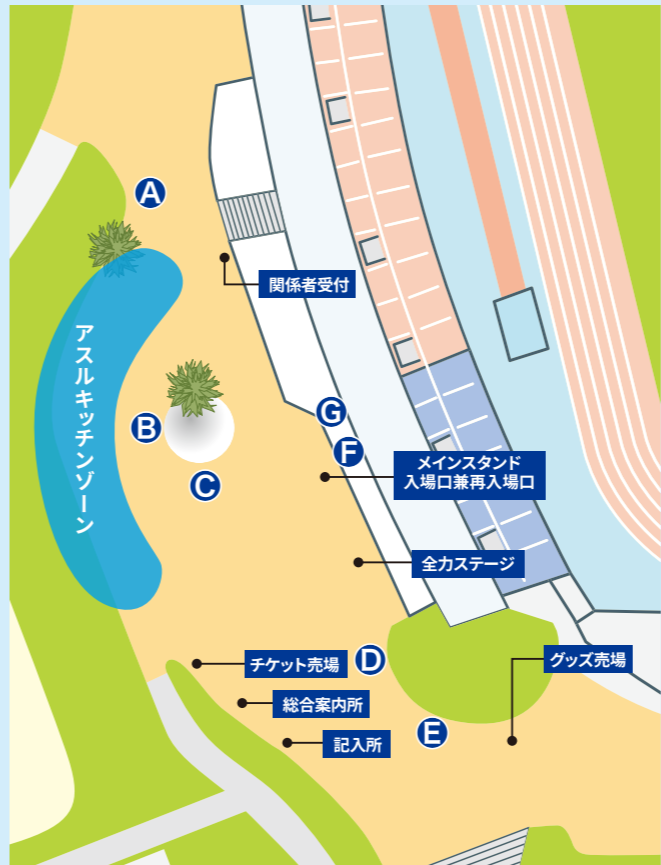 A
関係者受付
アスルキッチンゾーン
B
C
G
F
メインスタンド
入場口兼再入場口
全力ステージ
チケット売場
D
グッズ売場
総合案内所
E
記入所